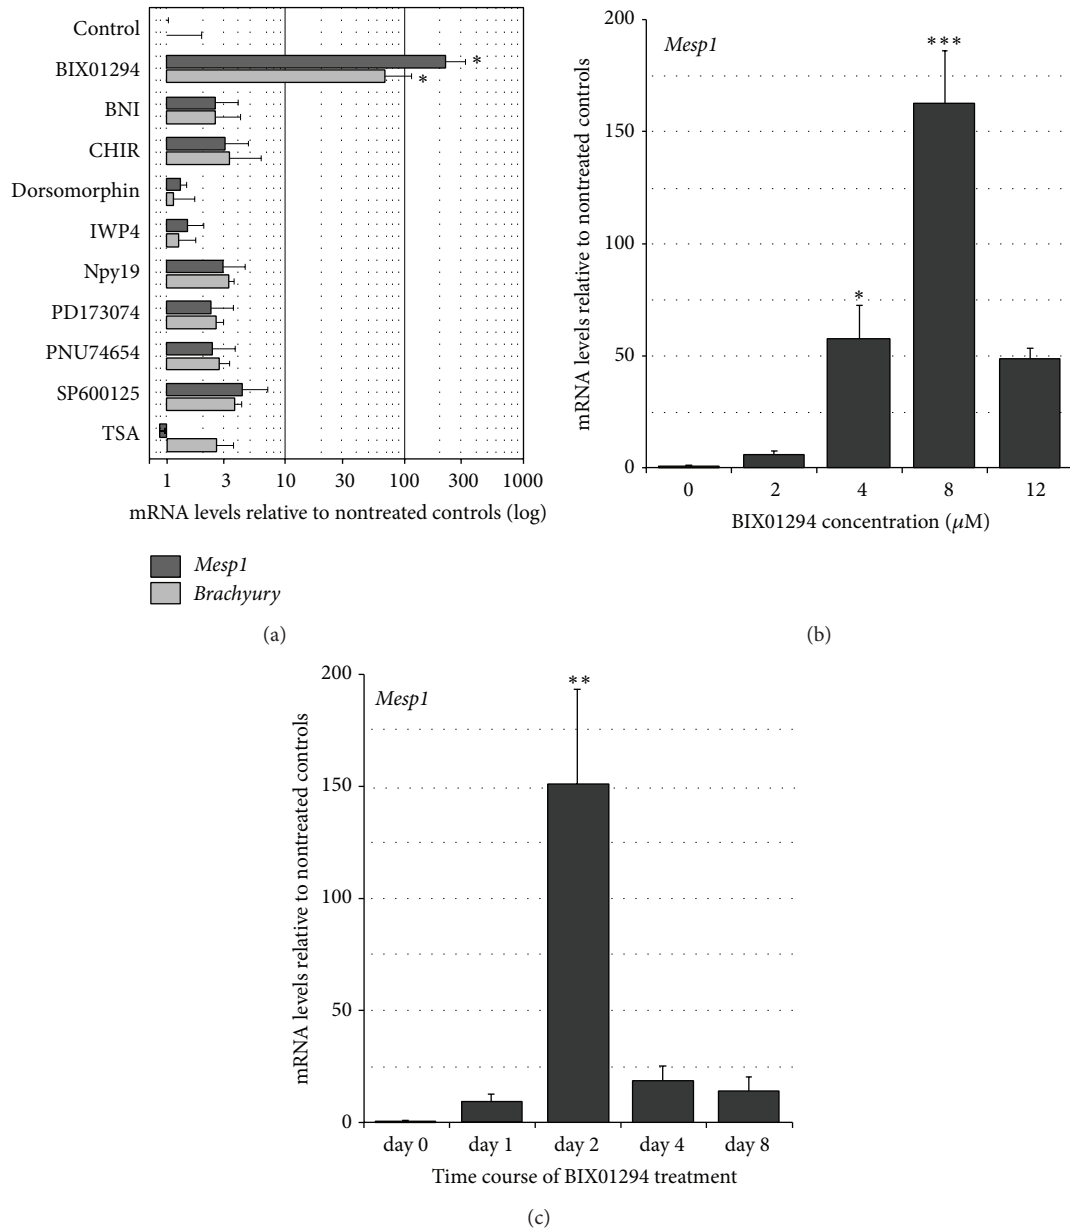 Control
BIX01294
BNI
CHIR
Dorsomorphin
IWP4
Npy19
PD173074
PNU74654
SP600125
TSA
*
*
1 3 10 30 100 300 1000
mRNA levels relative to nontreated controls (log)
Mesp1
Brachyury
(a)
mRNA levels relative to nontreated controls
200
150
100
50
0
Mesp1
*
***
0 2 4 8 12
BIX01294 concentration (μM)
(b)
mRNA levels relative to nontreated controls
200
150
100
50
0
Mesp1
**
day 0 day 1 day 2 day 4 day 8
Time course of BIX01294 treatment
(c)